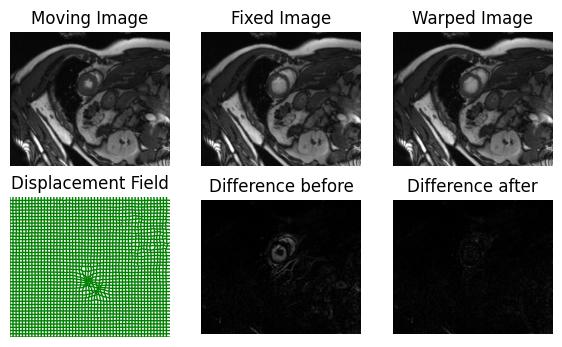 Moving Image
Fixed Image
Warped Image
Displacement Field
Difference before
Difference after